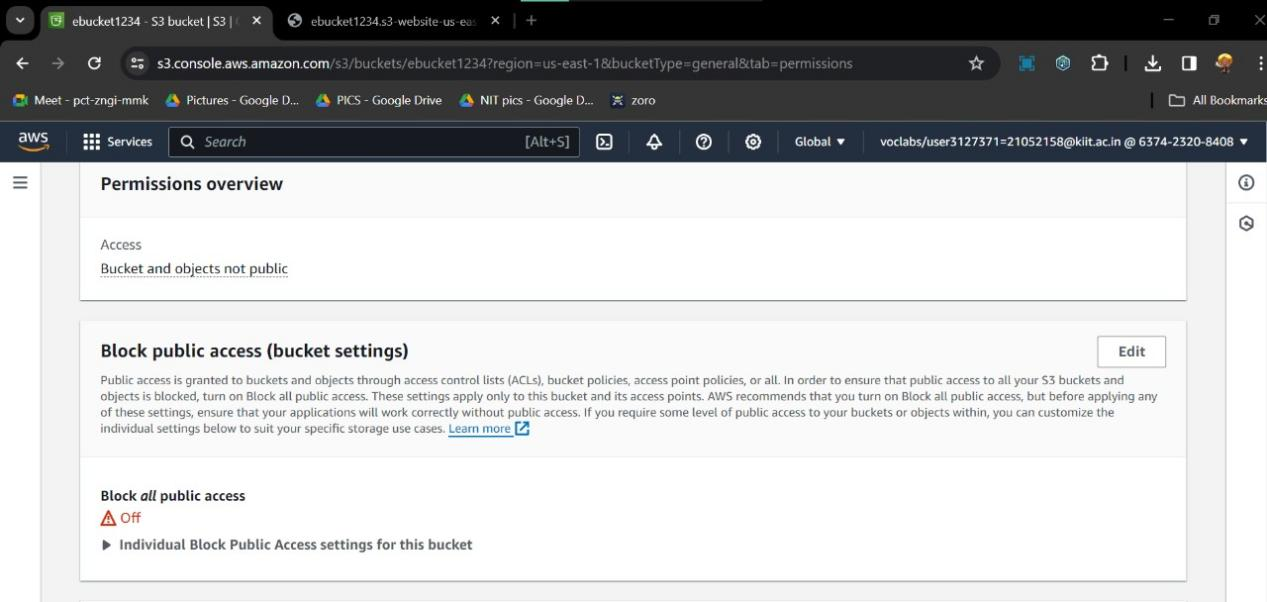 ebucket1234 - S3 bucket | S3 |
ebucket1234.s3-website-us-eas
s3.console.aws.amazon.com/s3/buckets/ebucket1234?region=us-east-1&bucketType=general&tab=permissions
Meet - pct-zngi-mmk
Pictures - Google D...
PICS - Google Drive
NIT pics - Google D...
zoro
All Bookmarks
aws
Services
Search
[Alt+S]
Global
voclabs/user3127371=21052158@kiit.ac.in @ 6374-2320-8408
Permissions overview
Access
Bucket and objects not public
Block public access (bucket settings)
Edit
Public access is granted to buckets and objects through access control lists (ACLs), bucket policies, access point policies, or all. In order to ensure that public access to all your S3 buckets and
objects is blocked, turn on Block all public access. These settings apply only to this bucket and its access points. AWS recommends that you turn on Block all public access, but before applying any
of these settings, ensure that your applications will work correctly without public access. If you require some level of public access to your buckets or objects within, you can customize the
individual settings below to suit your specific storage use cases. Learn more
Block all public access
Off
Individual Block Public Access settings for this bucket